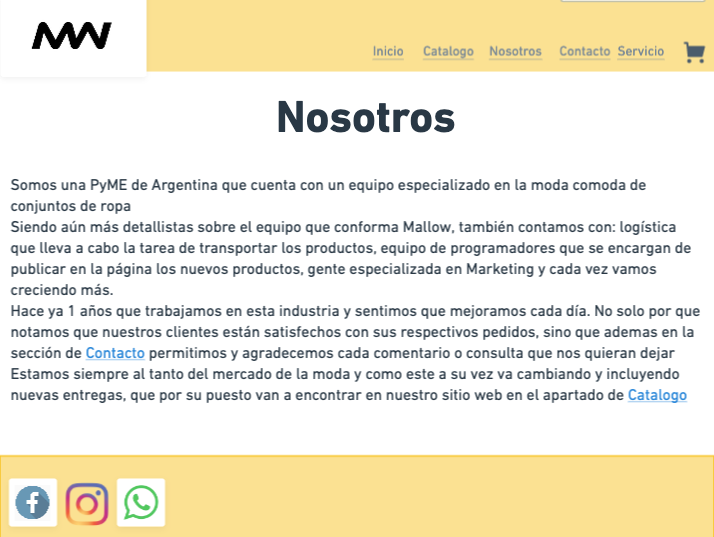 MW
Inicio Catalogo Nosotros Contacto Servicio
Nosotros
Somos una PyME de Argentina que cuenta con un equipo especializado en la moda comoda de
conjuntos de ropa
Siendo aún más detallistas sobre el equipo que conforma Mallow, también contamos con: logística
que lleva a cabo la tarea de transportar los productos, equipo de programadores que se encargan de
publicar en la página los nuevos productos, gente especializada en Marketing y cada vez vamos
creciendo más.
Hace ya 1 años que trabajamos en esta industria y sentimos que mejoramos cada día. No solo por que
notamos que nuestros clientes están satisfechos con sus respectivos pedidos, sino que ademas en la
sección de Contacto permitimos y agradecemos cada comentario o consulta que nos quieran dejar
Estamos siempre al tanto del mercado de la moda y como este a su vez va cambiando y incluyendo
nuevas entregas, que por su puesto van a encontrar en nuestro sitio web en el apartado de Catalogo